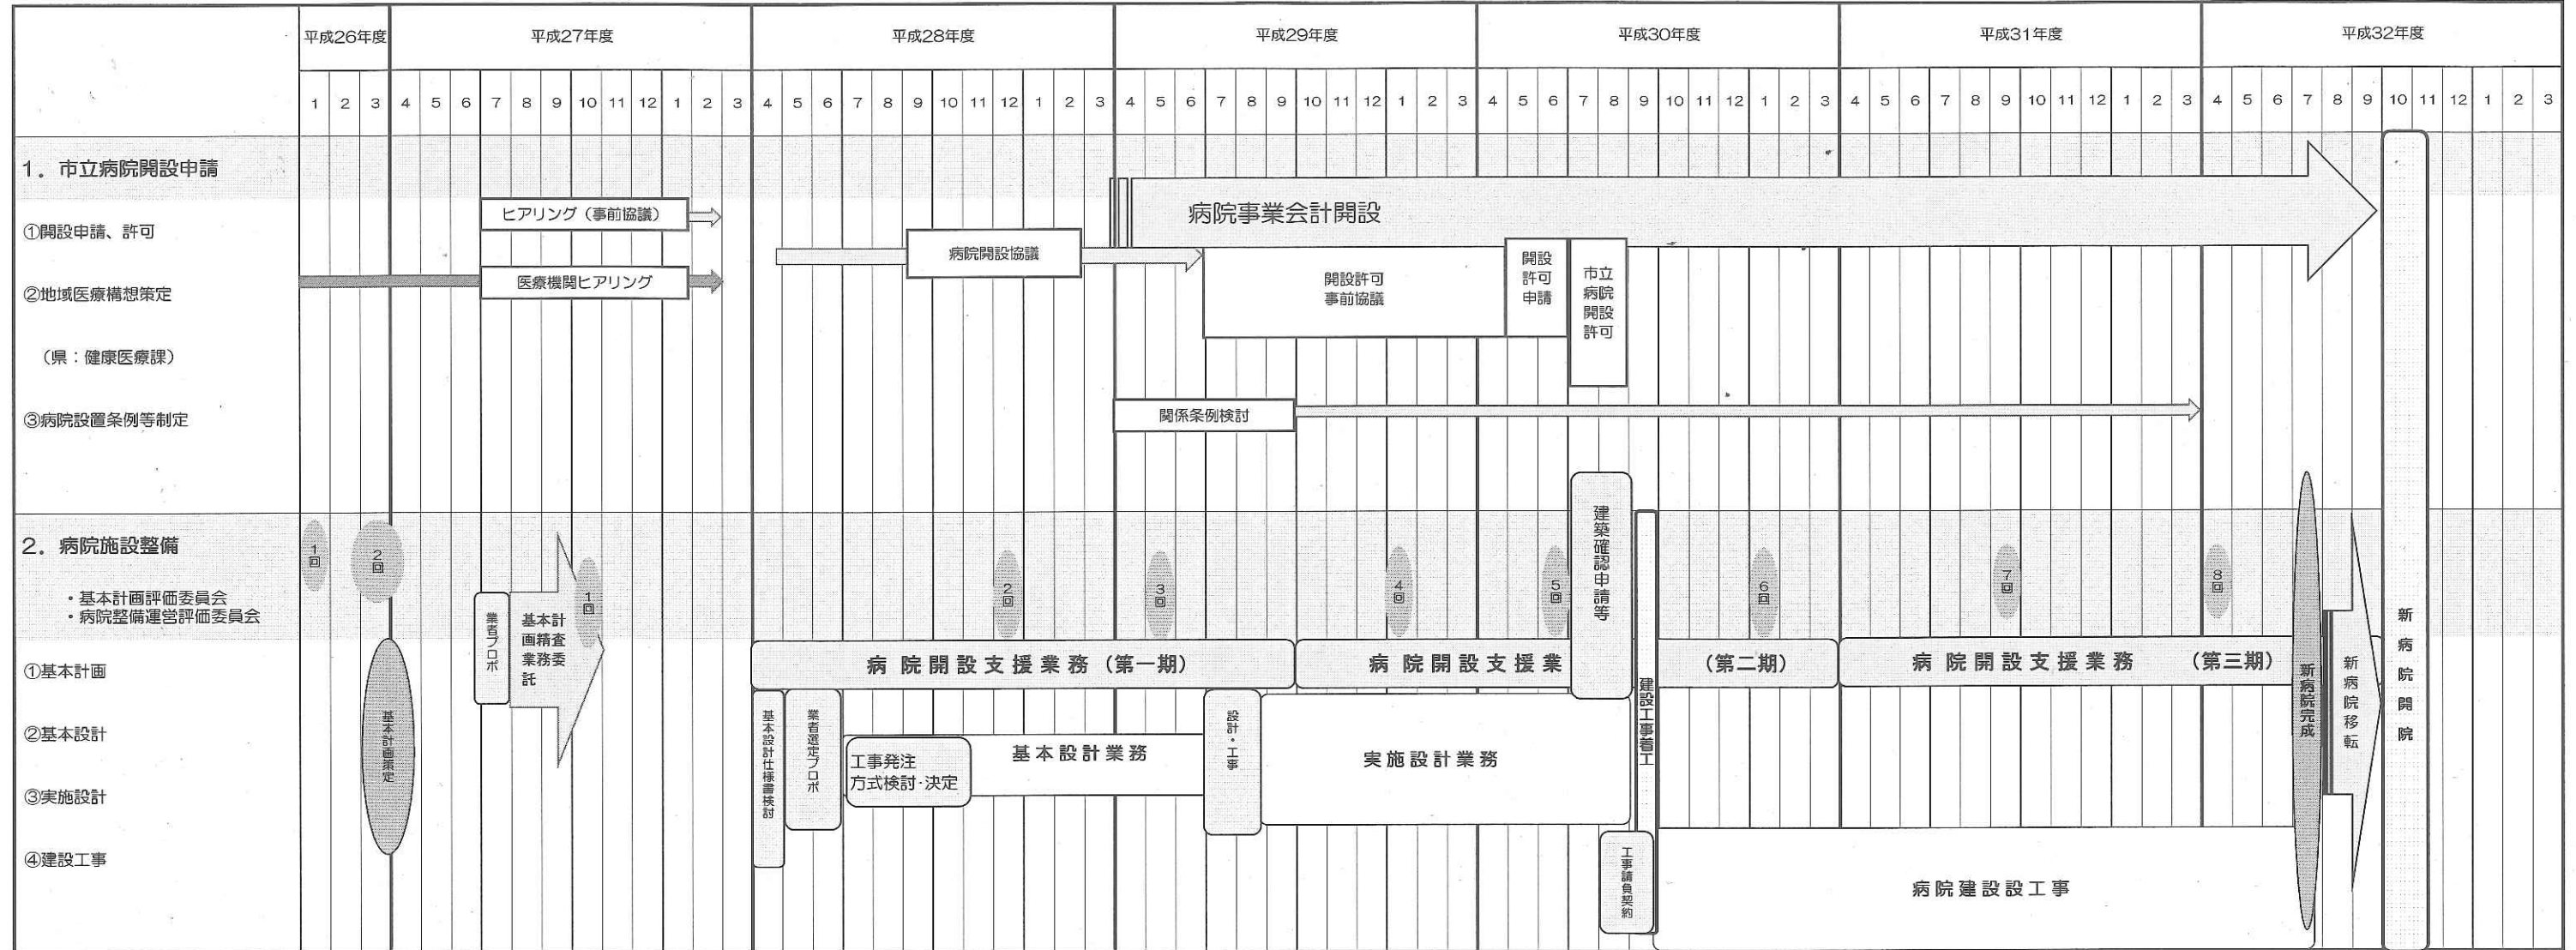 平成26年度 平成27年度 平成28年度 平成29年度 平成30年度 平成31年度 平成32年度
1 2 3 4 5 6 7 8 9 10 11 12 1 2 3 4 5 6 7 8 9 10 11 12 1 2 3 4 5 6 7 8 9 10 11 12 1 2 3 4 5 6 7 8 9 10 11 12 1 2 3 4 5 6 7 8 9 10 11 12 1 2 3 4 5 6 7 8 9 10 11 12 1 2 3
1．市立病院開設申請
①開設申請、許可
②地域医療構想策定
（県：健康医療課）
③病院設置条例等制定
ヒアリング（事前協議）
医療機関ヒアリング
病院開設協議
病院事業会計開設
開設許可
事前協議
開設
許可
申請
市立
病院
開設
許可
関係条例検討
2．病院施設整備
・基本計画評価委員会
・病院整備運営評価委員会
①基本計画
②基本設計
③実施設計
④建設工事
1回
2回
1回
2回
3回
4回
5回
6回
7回
8回
基本計画策定
業者プロポ
基本計
画精査
業務委
託
病院開設支援業務（第一期）
病院開設支援業
（第二期）
病院開設支援業務
（第三期）
基本設計仕様書検討
業者選定プロポ
工事発注
方式検討・決定
基本設計業務
設計・工事
実施設計業務
建築確認申請等
建設工事着工
工事請負契約
病院建設設工事
新病院完成
新病院移転
新病院開院